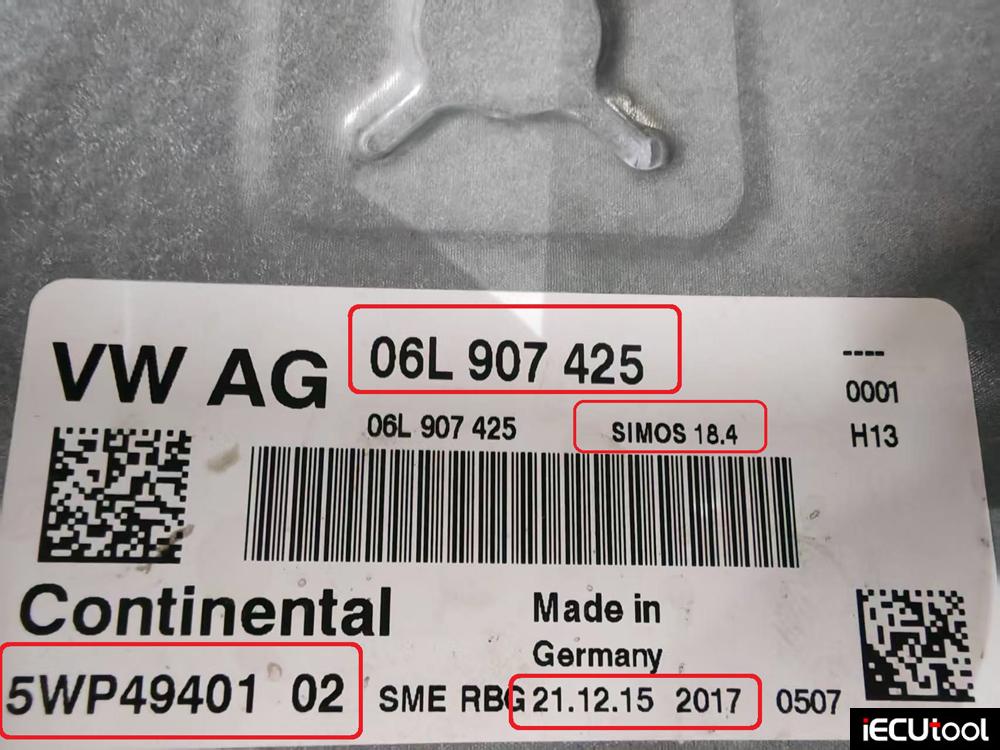 VW AG 06L 907 425
----
0001
06L 907 425 SIMOS 18.4
H13
Continental
Made in
Germany
5WP49401 02 SME RBG 21.12.15 2017 0507
iECUtool